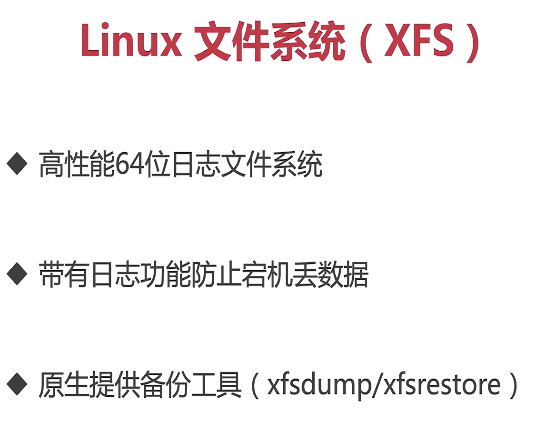 Linux 文件系统（XFS）
◆ 高性能64位日志文件系统
◆ 带有日志功能防止宕机丢数据
◆ 原生提供备份工具（xfsdump/xfsrestore）